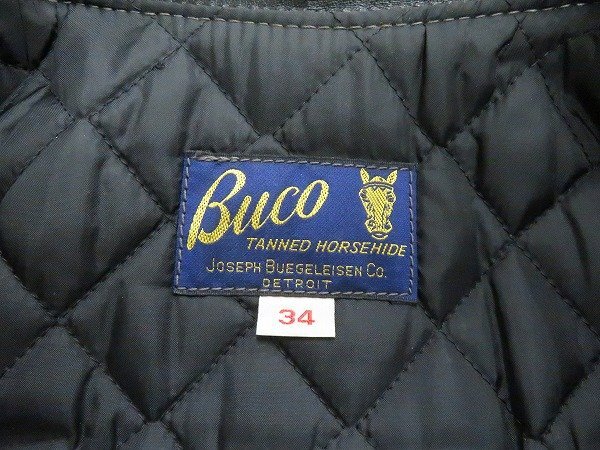 Buco
TANNED HORSEHIDE
JOSEPH BUEGELEISEN CO.
DETROIT
34